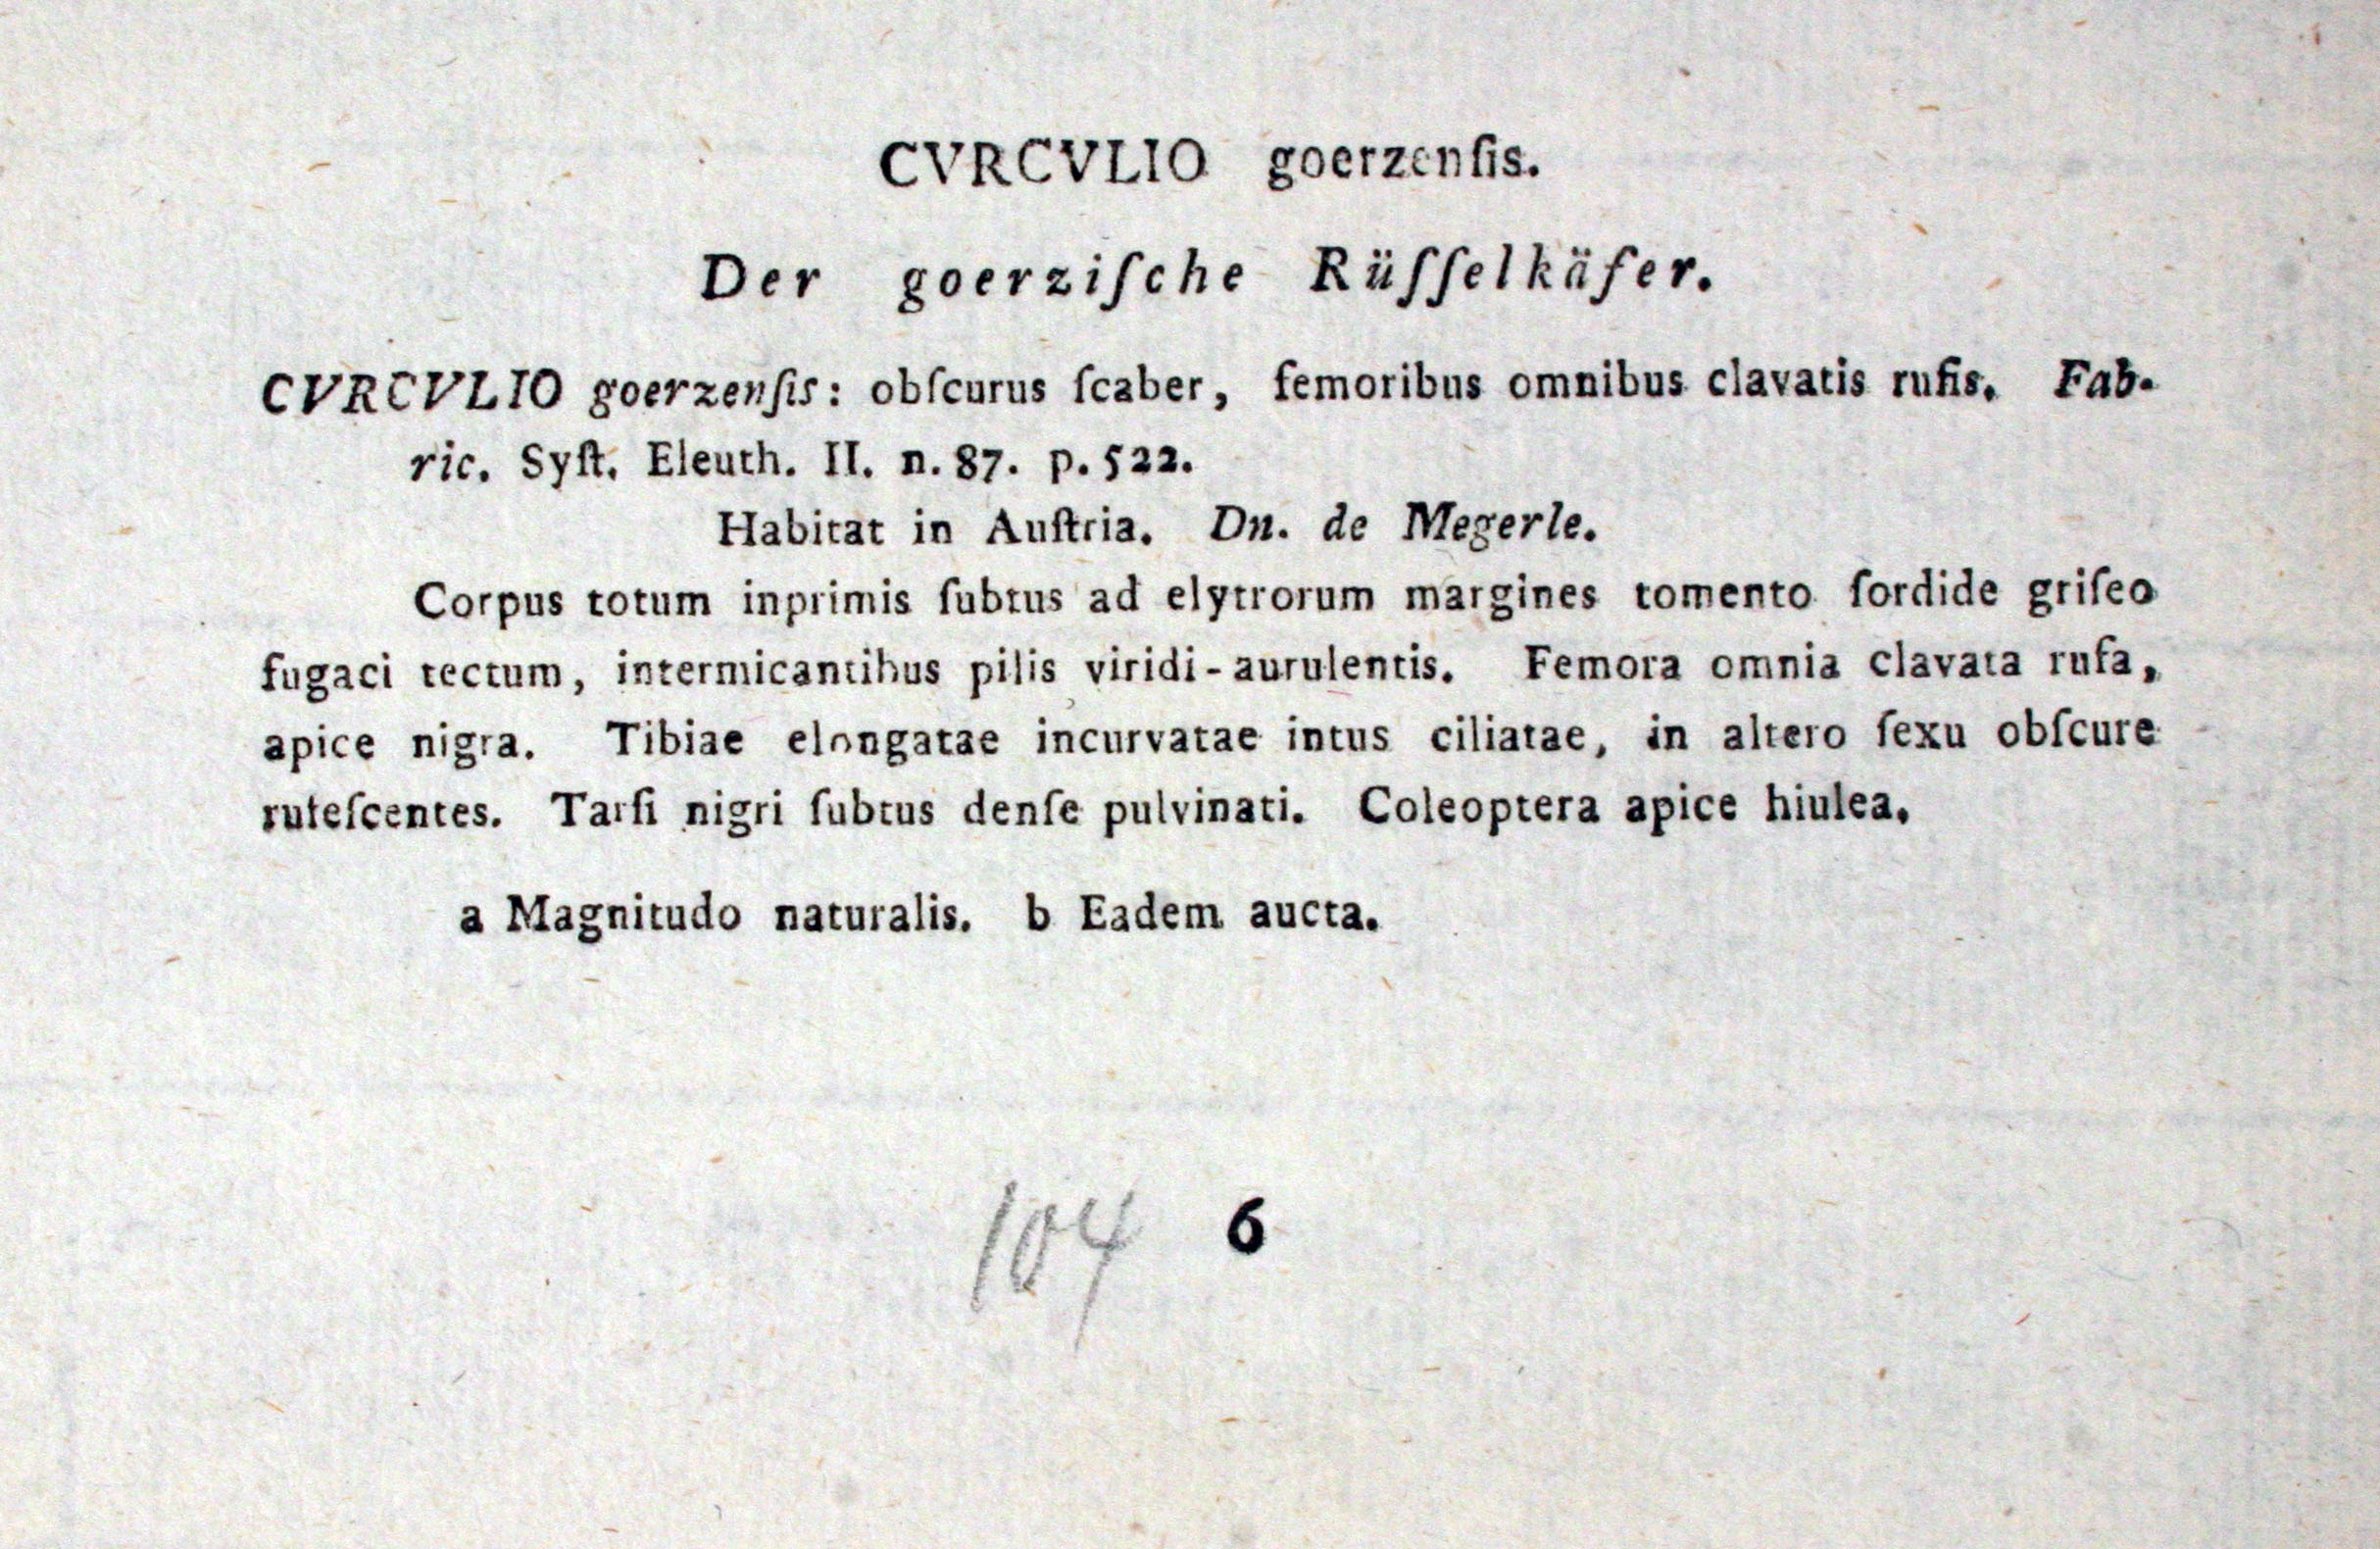 CVRCVLIO goerzenſis.
Der goerziſche Rüſſelkäfer.
CVRCVLIO goerzenſis: obſcurus ſcaber, femoribus omnibus clavatis rufis. Fab-
ric. Syſt. Eleuth. II. n. 87. p. 522.
Habitat in Auſtria. Dn. de Megerle.
Corpus totum inprimis ſubtus ad elytrorum margines tomento ſordide griſeo
fugaci tectum, intermicantibus pilis viridi-aurulentis. Femora omnia clavata rufa,
apice nigra. Tibiae elongatae incurvatae intus ciliatae, in altero ſexu obſcure
rufeſcentes. Tarſi nigri ſubtus denſe pulvinati. Coleoptera apice hiulea.
a Magnitudo naturalis. b Eadem aucta.
104 6